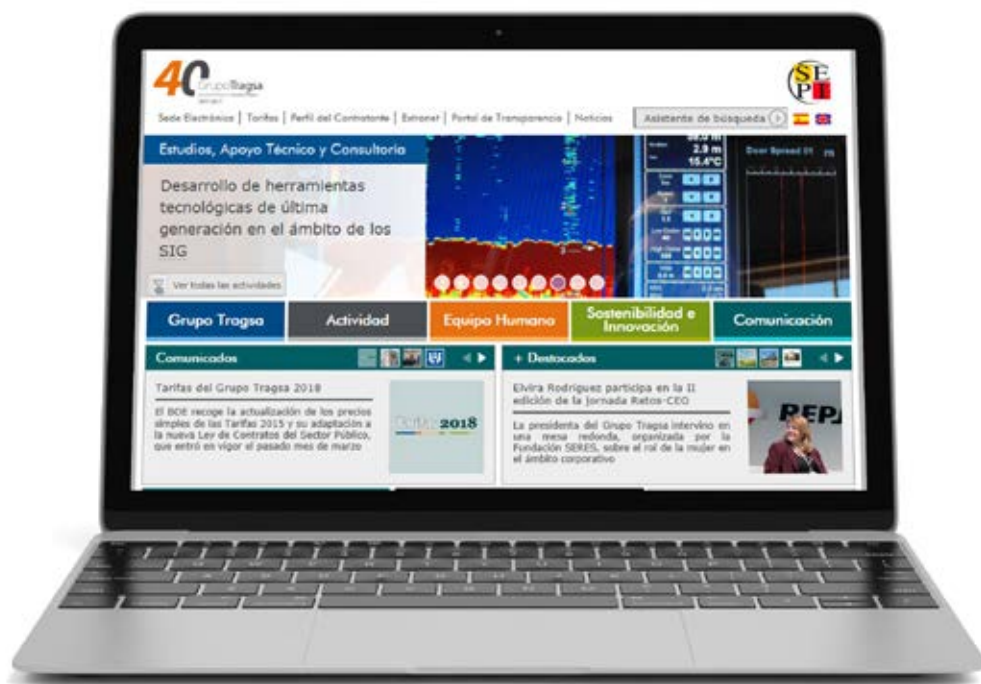 40
GrupoTragsa
SEPI
Sede Electrónica | Tarifas | Perfil del Contratante | Extranet | Portal de Transparencia | Noticias
Asistente de búsqueda
Estudios, Apoyo Técnico y Consultoria
Desarrollo de herramientas
tecnológicas de última
generación en el ámbito de los
SIG
Ver todas las actividades
2.9 m
15.4°C
Door Spread 01 m
Grupo Tragsa
Actividad
Equipo Humano
Sostenibilidad e
Innovación
Comunicación
Comunicados
+ Destacados
Tarifas del Grupo Tragsa 2018
El BOE recoge la actualización de los precios
simples de las Tarifas 2015 y su adaptación a
la nueva Ley de Contratos del Sector Público,
que entró en vigor el pasado mes de marzo
Tarifas 2018
Elvira Rodríguez participa en la II
edición de la jornada Retos-CEO
La presidenta del Grupo Tragsa intervino en
una mesa redonda, organizada por la
Fundación SERES, sobre el rol de la mujer en
el ámbito corporativo
REP